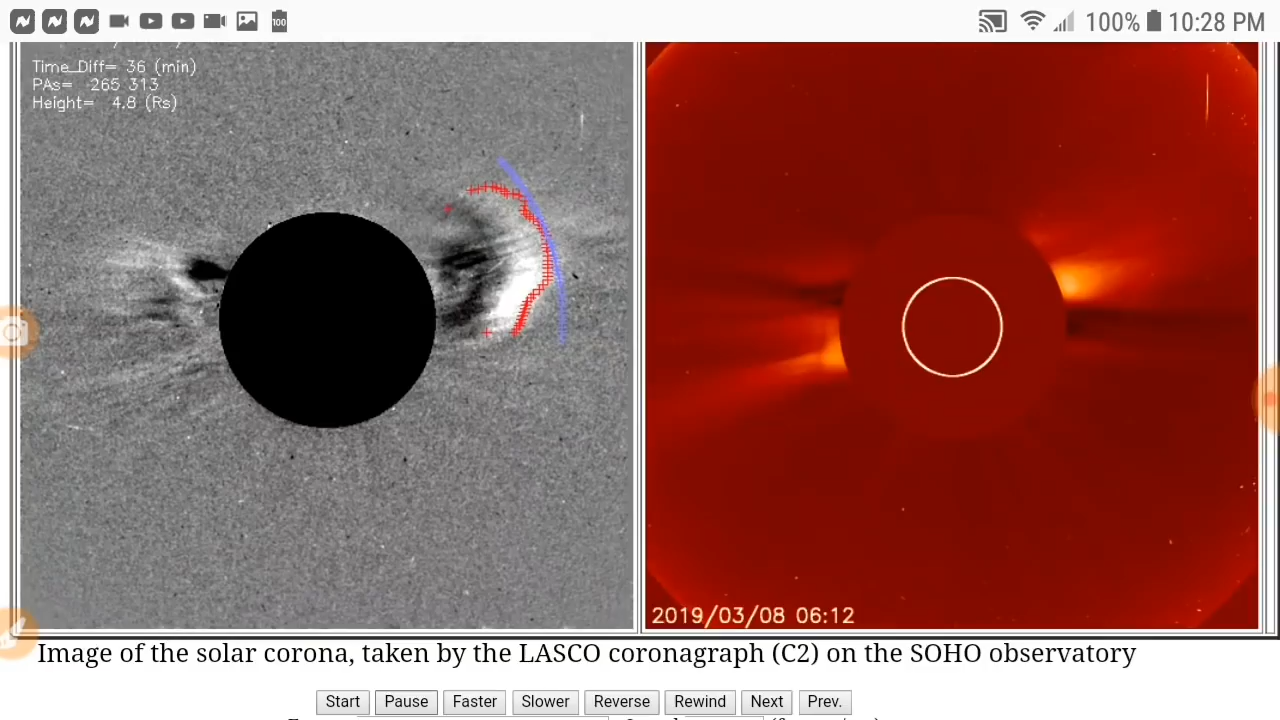 100% 10:28 PM
100
Time_Diff= 36 (min)
PAs= 265 313
Height= 4.8 (Rs)
2019/03/08 06:12
Image of the solar corona, taken by the LASCO coronagraph (C2) on the SOHO observatory
Start Pause Faster Slower Reverse Rewind Next Prev.